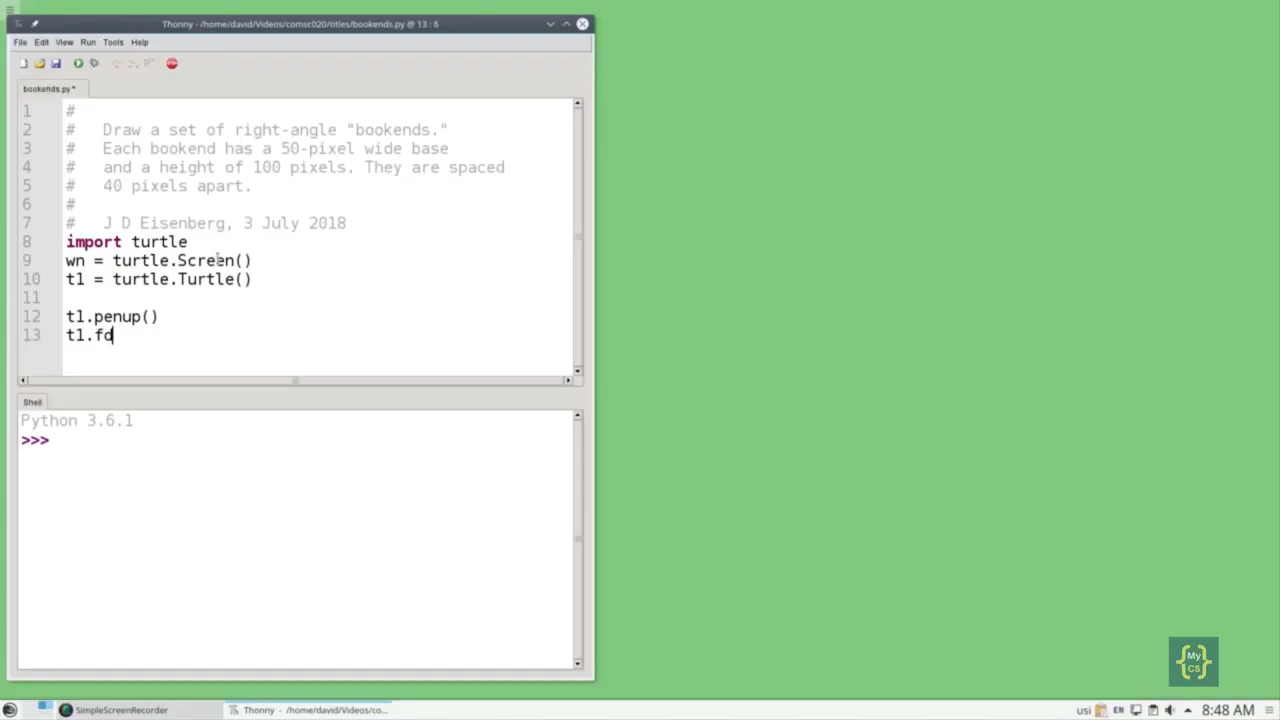 Thonny - /home/david/Videos/comsc020/titles/bookends.py @ 13 : 6
File Edit View Run Tools Help
bookends.py *
1 #
2 #   Draw a set of right-angle "bookends."
3 #   Each bookend has a 50-pixel wide base
4 #   and a height of 100 pixels. They are spaced
5 #   40 pixels apart.
6 #
7 #   J D Eisenberg, 3 July 2018
8 import turtle
9 wn = turtle.Screen()
10 t1 = turtle.Turtle()
11
12 t1.penup()
13 t1.fd
Shell
Python 3.6.1
>>>
My
CS
SimpleScreenRecorder
Thonny - /home/david/Videos/co...
usi
EN
8:48 AM